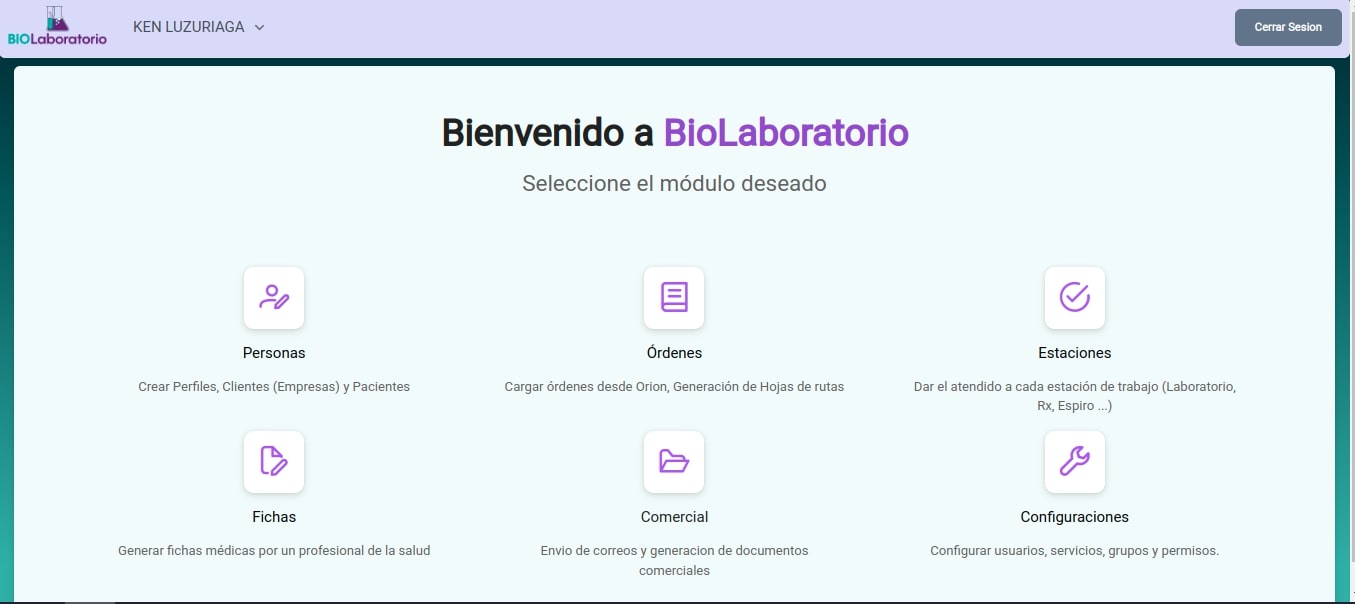 BIOLaboratorio
KEN LUZURIAGA
Cerrar Sesion
Bienvenido a BioLaboratorio
Seleccione el módulo deseado
Personas
Crear Perfiles, Clientes (Empresas) y Pacientes
Órdenes
Cargar órdenes desde Orion, Generación de Hojas de rutas
Estaciones
Dar el atendido a cada estación de trabajo (Laboratorio,
Rx, Espiro ...)
Fichas
Generar fichas médicas por un profesional de la salud
Comercial
Envio de correos y generacion de documentos
comerciales
Configuraciones
Configurar usuarios, servicios, grupos y permisos.